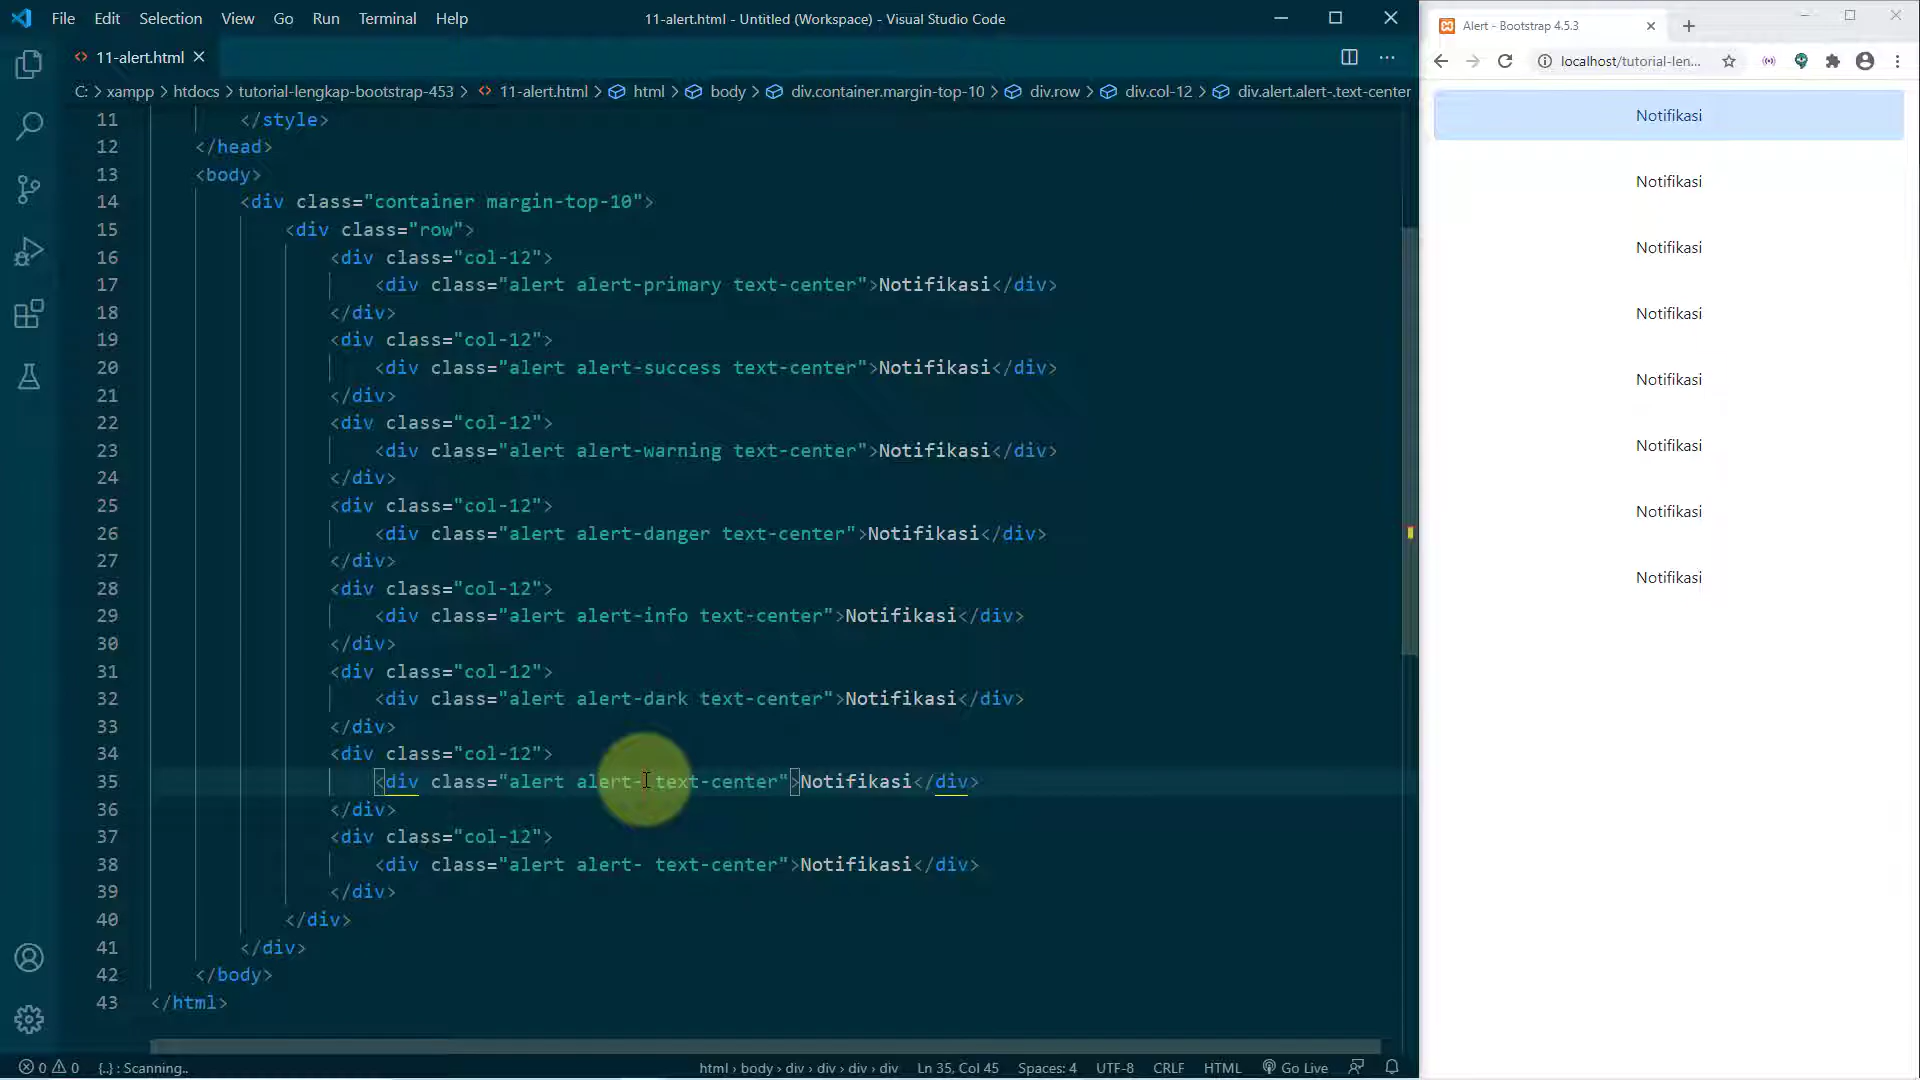 File Edit Selection View Go Run Terminal Help
11-alert.html - Untitled (Workspace) - Visual Studio Code
11-alert.html
C: > xampp > htdocs > tutorial-lengkap-bootstrap-453 > 11-alert.html > html > body > div.container.margin-top-10 > div.row > div.col-12 > div.alert.alert-.text-center
11 </style>
12 </head>
13 <body>
14 <div class="container margin-top-10">
15 <div class="row">
16 <div class="col-12">
17 <div class="alert alert-primary text-center">Notifikasi</div>
18 </div>
19 <div class="col-12">
20 <div class="alert alert-success text-center">Notifikasi</div>
21 </div>
22 <div class="col-12">
23 <div class="alert alert-warning text-center">Notifikasi</div>
24 </div>
25 <div class="col-12">
26 <div class="alert alert-danger text-center">Notifikasi</div>
27 </div>
28 <div class="col-12">
29 <div class="alert alert-info text-center">Notifikasi</div>
30 </div>
31 <div class="col-12">
32 <div class="alert alert-dark text-center">Notifikasi</div>
33 </div>
34 <div class="col-12">
35 <div class="alert alert- text-center">Notifikasi</div>
36 </div>
37 <div class="col-12">
38 <div class="alert alert- text-center">Notifikasi</div>
39 </div>
40 </div>
41 </div>
42 </body>
43 </html>
0 0 {..} : Scanning.. html > body > div > div > div > div Ln 35, Col 45 Spaces: 4 UTF-8 CRLF HTML Go Live
Alert - Bootstrap 4.5.3
localhost/tutorial-len...
Notifikasi
Notifikasi
Notifikasi
Notifikasi
Notifikasi
Notifikasi
Notifikasi
Notifikasi